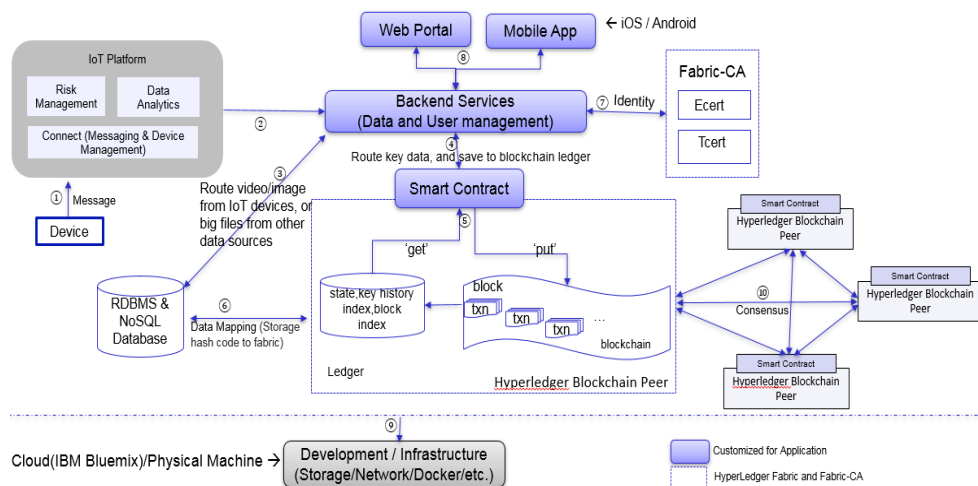 Web Portal
Mobile App
← iOS / Android
⑧
IoT Platform
Risk
Management
Data
Analytics
Connect (Messaging & Device
Management)
②
Backend Services
(Data and User management)
⑦ Identity
Fabric-CA
Ecert
Tcert
④
Route key data, and save to blockchain ledger
③
Route video/image
from IoT devices, or
big files from other
data sources
① Message
Device
Smart Contract
⑤
'get'
'put'
state,key history
index,block
index
block
txn
txn
txn
...
blockchain
Ledger
Hyperledger Blockchain Peer
RDBMS &
NoSQL
Database
⑥
Data Mapping (Storage
hash code to fabric)
Smart Contract
Hyperledger Blockchain
Peer
Smart Contract
Hyperledger Blockchain
Peer
⑩
Consensus
Smart Contract
Hyperledger Blockchain
Peer
⑨
Cloud(IBM Bluemix)/Physical Machine →
Development / Infrastructure
(Storage/Network/Docker/etc.)
Customized for Application
HyperLedger Fabric and Fabric-CA